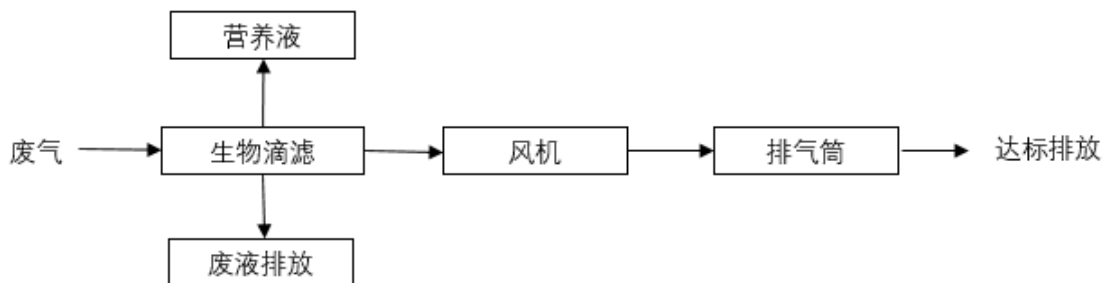 营养液
废气
生物滴滤
风机
排气筒
达标排放
废液排放